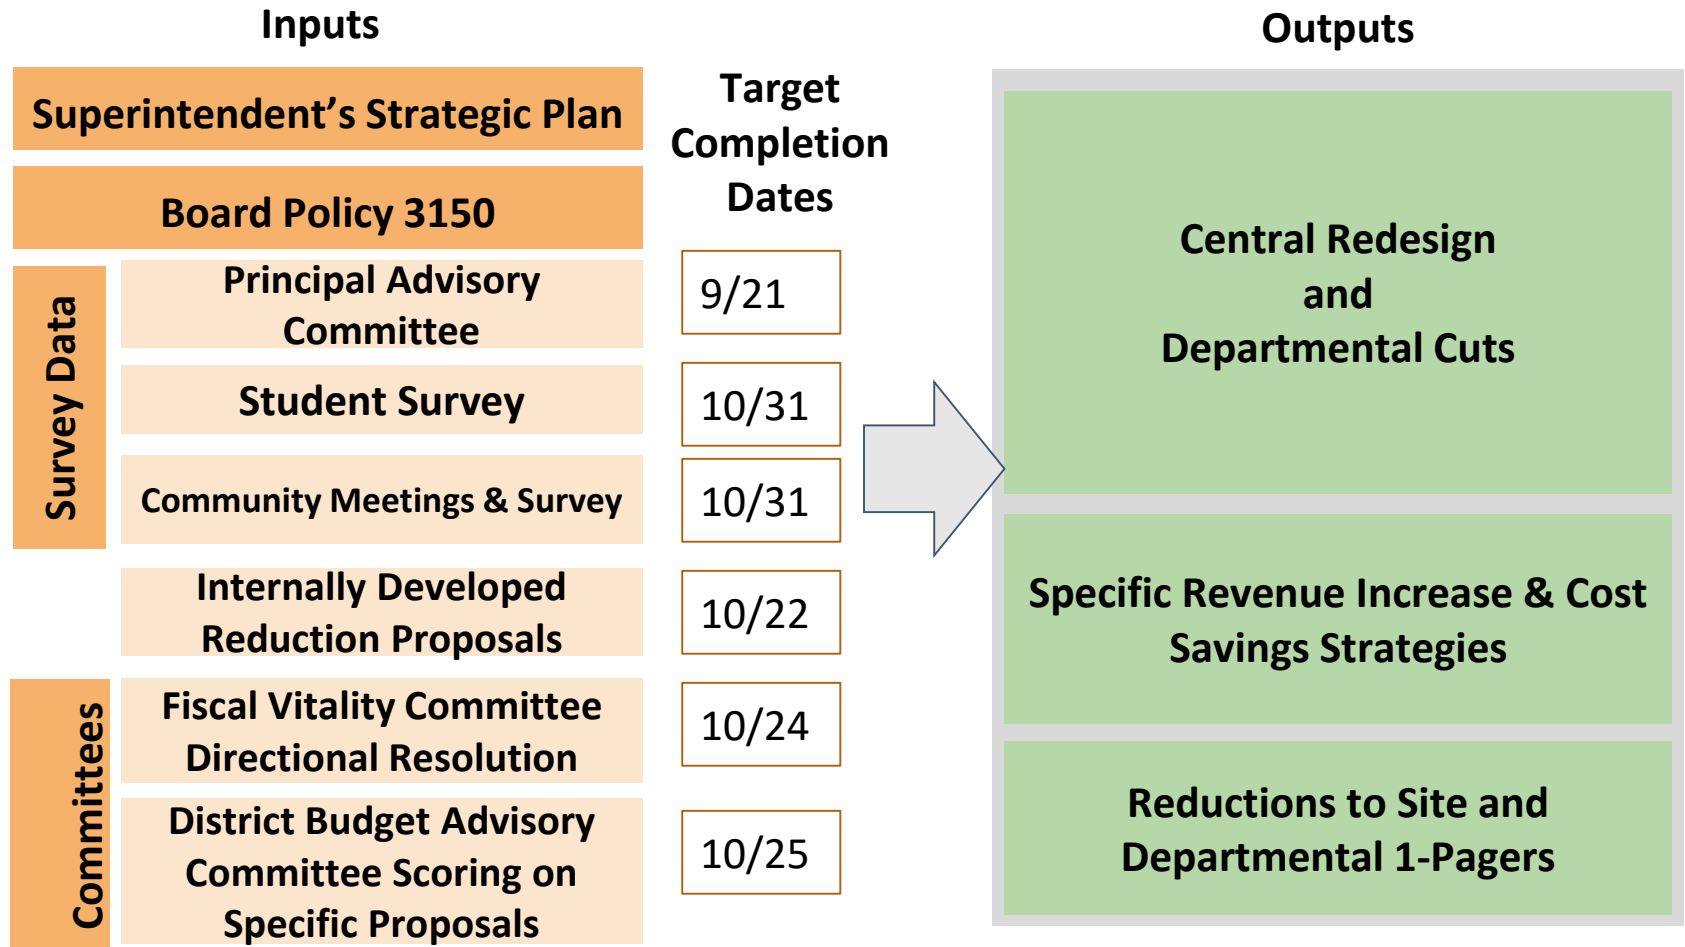 Inputs
Superintendent’s Strategic Plan
Board Policy 3150
Survey Data
Principal Advisory
Committee
Student Survey
Community Meetings & Survey
Internally Developed
Reduction Proposals
Committees
Fiscal Vitality Committee
Directional Resolution
District Budget Advisory
Committee Scoring on
Specific Proposals
Target
Completion
Dates
9/21
10/31
10/31
10/22
10/24
10/25
Outputs
Central Redesign
and
Departmental Cuts
Specific Revenue Increase & Cost
Savings Strategies
Reductions to Site and
Departmental 1-Pagers